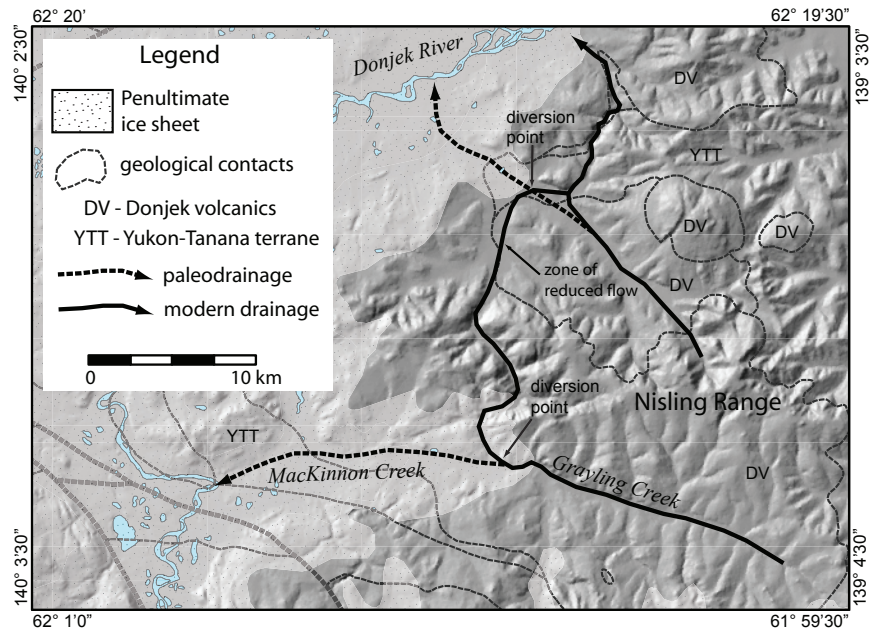 62° 20'
62° 19'30"
140° 2'30"
139° 3'30"
Legend
Penultimate
ice sheet
geological contacts
DV - Donjek volcanics
YTT - Yukon-Tanana terrane
paleodrainage
modern drainage
0
10 km
Donjek River
diversion
point
DV
YTT
DV
DV
zone of
reduced flow
DV
diversion
point
Nisling Range
YTT
MacKinnon Creek
Grayling Creek
DV
140° 3'30"
139° 4'30"
62° 1'0"
61° 59'30"